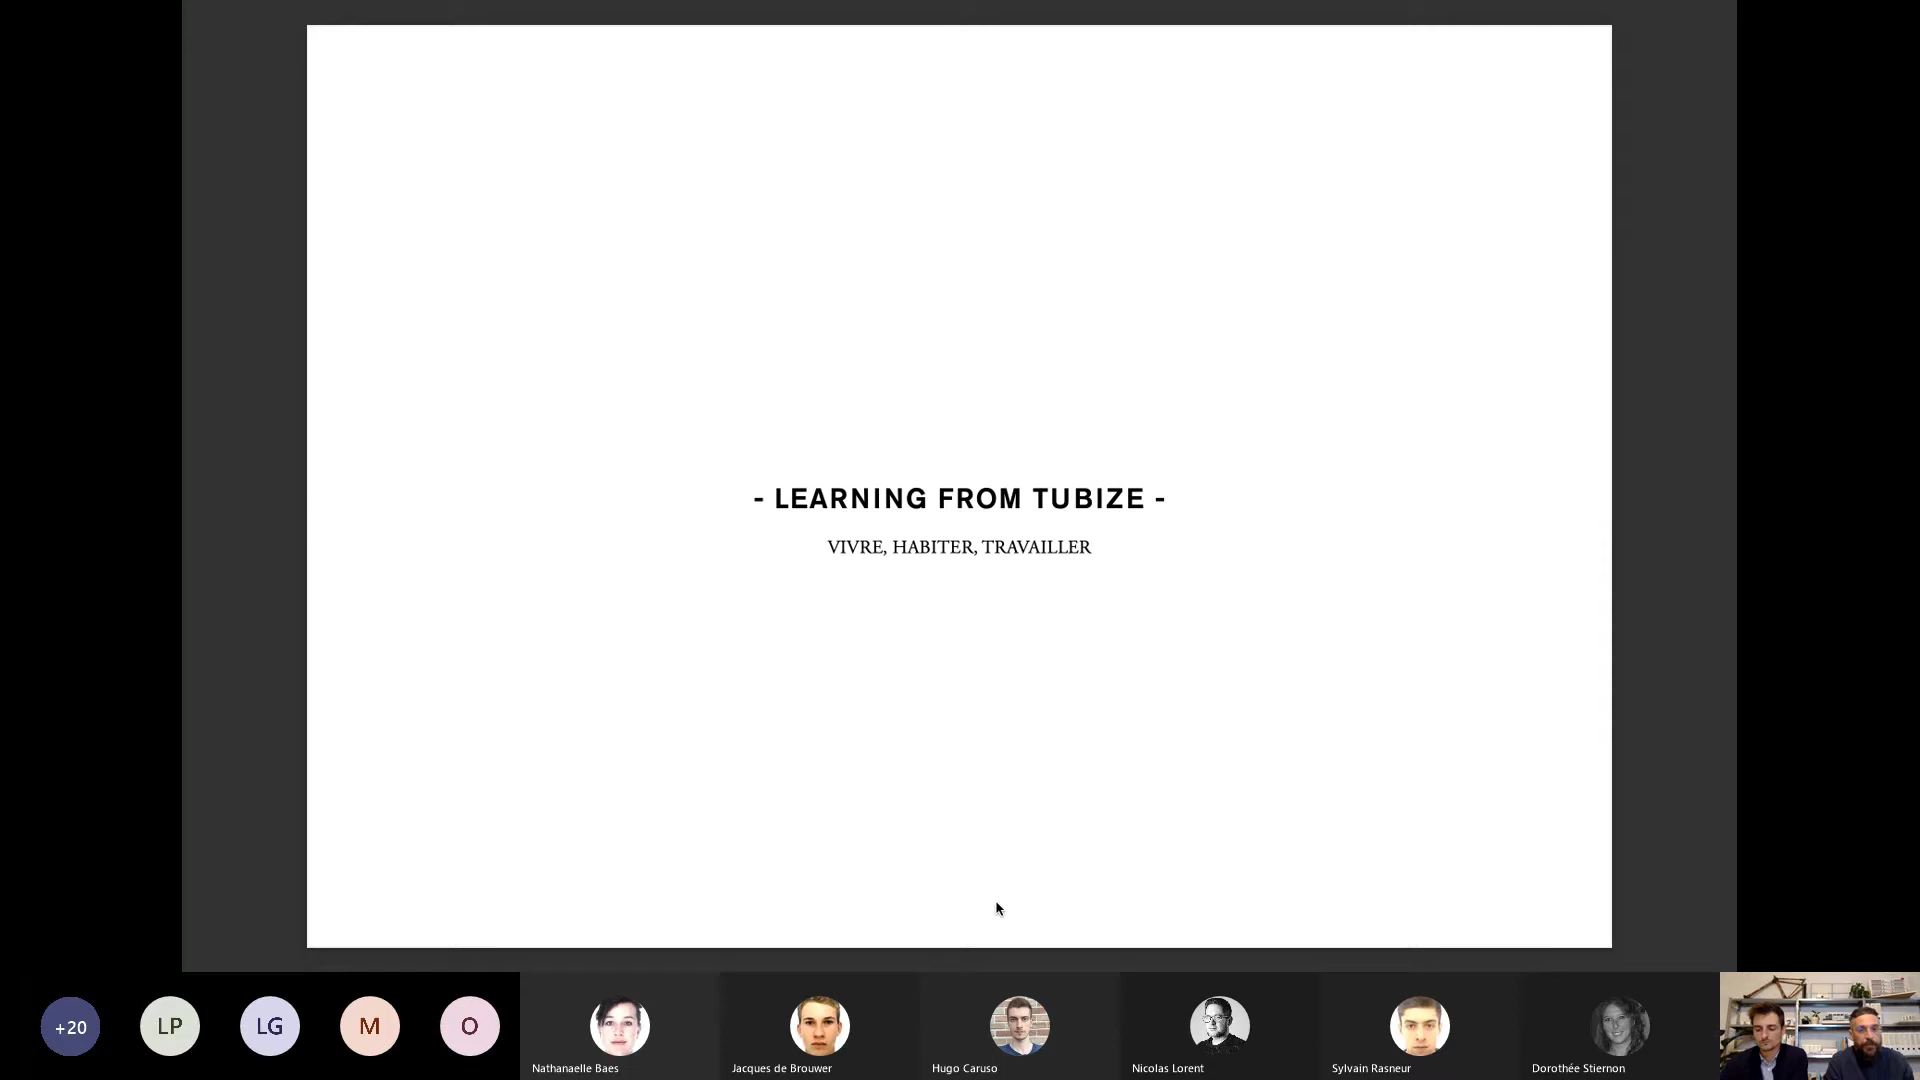 - LEARNING FROM TUBIZE -
VIVRE, HABITER, TRAVAILLER
+20
LP
LG
M
O
Nathanaelle Baes
Jacques de Brouwer
Hugo Caruso
Nicolas Lorent
Sylvain Rasneur
Dorothée Stiernon